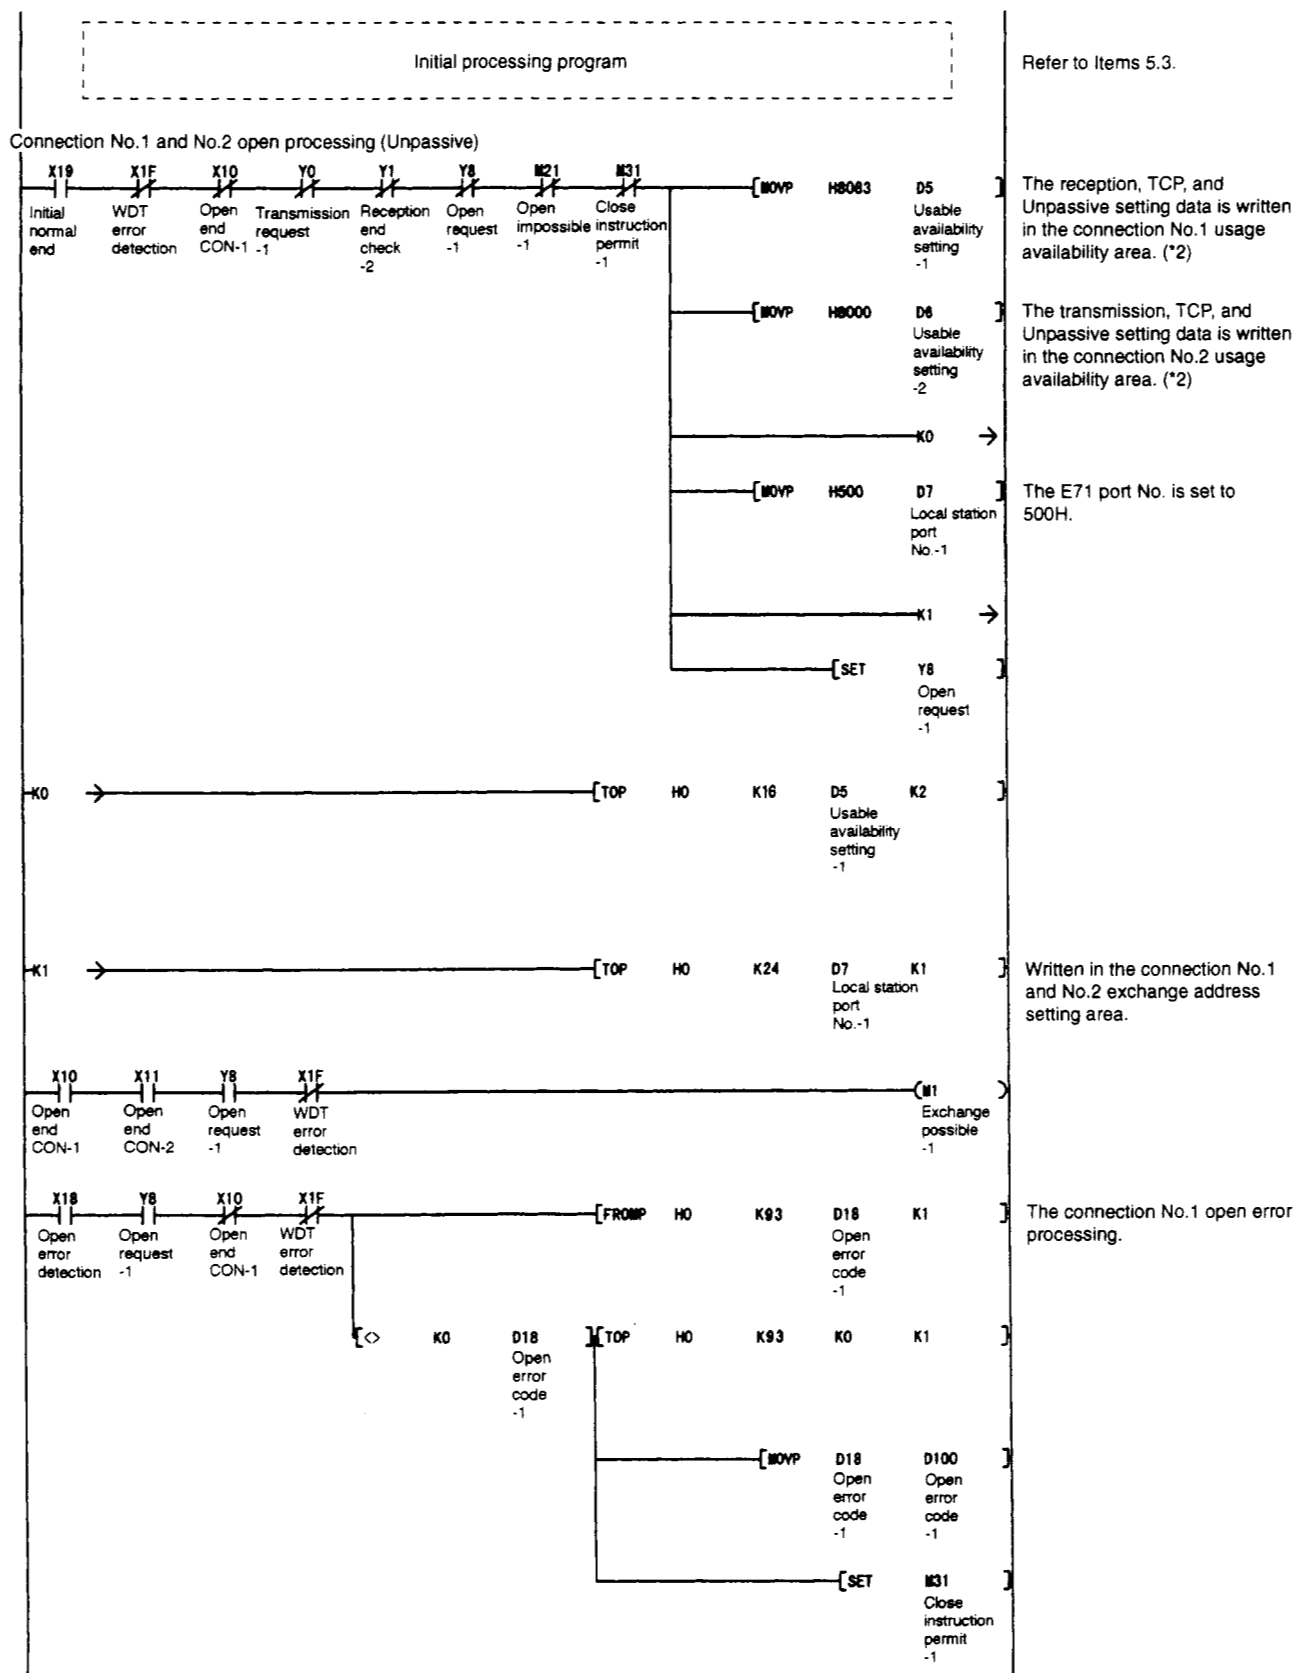 Initial processing program
Refer to Items 5.3.
Connection No.1 and No.2 open processing (Unpassive)
X19 X1F X10 Y0 Y1 Y8 M21 M31
[MOVP H8083 D5 ]
Initial normal end
WDT error detection
Open end CON-1
Transmission request -1
Reception end check -2
Open request -1
Open impossible -1
Close instruction permit -1
Usable availability setting -1
The reception, TCP, and
Unpassive setting data is written
in the connection No.1 usage
availability area. (*2)
[MOVP H8000 D6 ]
Usable availability setting -2
The transmission, TCP, and
Unpassive setting data is written
in the connection No.2 usage
availability area. (*2)
K0
[MOVP H500 D7 ]
Local station port No.-1
The E71 port No. is set to
500H.
K1
[SET Y8 ]
Open request -1
K0 [TOP H0 K16 D5 K2 ]
Usable availability setting -1
K1 [TOP H0 K24 D7 K1 ]
Local station port No.-1
Written in the connection No.1
and No.2 exchange address
setting area.
X10 X11 Y8 X1F
(M1 )
Open end CON-1
Open end CON-2
Open request -1
WDT error detection
Exchange possible -1
X18 Y8 X10 X1F
[FROMP H0 K93 D18 K1 ]
Open error detection
Open request -1
Open end CON-1
WDT error detection
Open error code -1
The connection No.1 open error
processing.
[<> K0 D18 ] [TOP H0 K93 K0 K1 ]
Open error code -1
[MOVP D18 D100 ]
Open error code -1
Open error code -1
[SET M31 ]
Close instruction permit -1